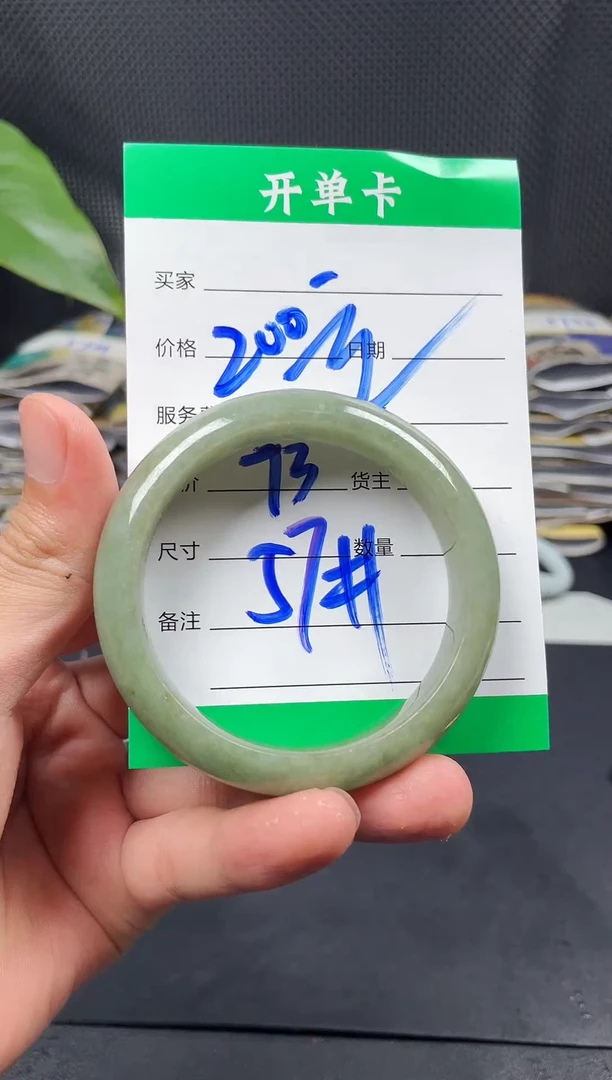 开单卡
买家
价格 200 日期
服务
价 73 货主
尺寸 57# 数量
备注